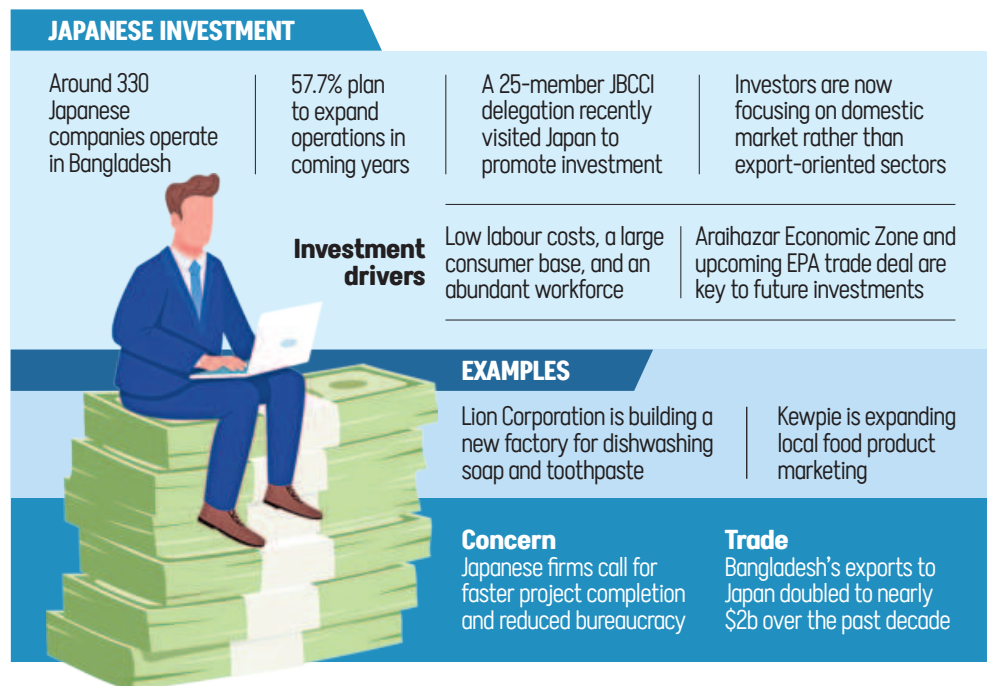 JAPANESE INVESTMENT
Around 330
Japanese
companies operate
in Bangladesh
57.7% plan
to expand
operations in
coming years
A 25-member JBCCI
delegation recently
visited Japan to
promote investment
Investors are now
focusing on domestic
market rather than
export-oriented sectors
Investment
drivers
Low labour costs, a large
consumer base, and an
abundant workforce
Araihazar Economic Zone and
upcoming EPA trade deal are
key to future investments
EXAMPLES
Lion Corporation is building a
new factory for dishwashing
soap and toothpaste
Kewpie is expanding
local food product
marketing
Concern
Japanese firms call for
faster project completion
and reduced bureaucracy
Trade
Bangladesh's exports to
Japan doubled to nearly
$2b over the past decade